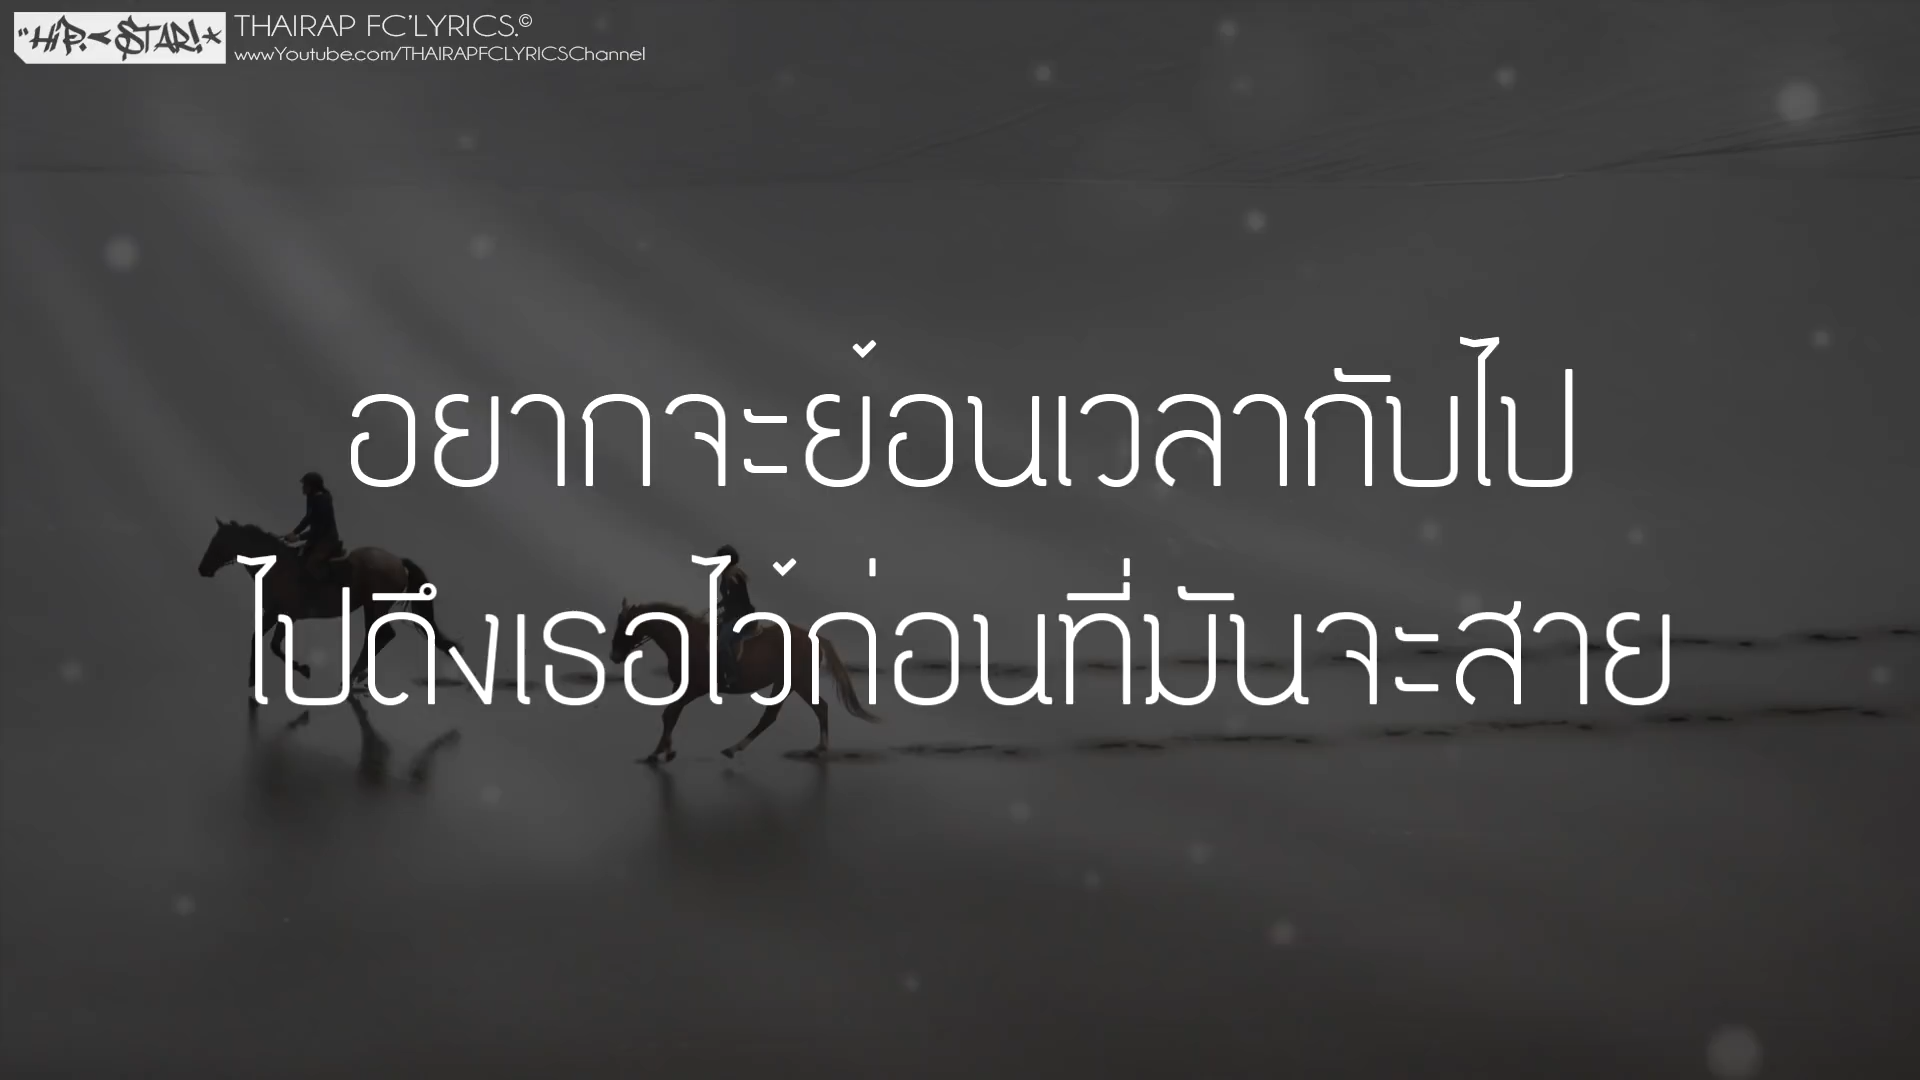 "HiP.<STAR!*
THAIRAP FC'LYRICS.©
www.Youtube.com/THAIRAPFCLYRICSChannel
อยากจะย้อนเวลากับไป
ไปดึงเธอไว้ก่อนที่มันจะสาย